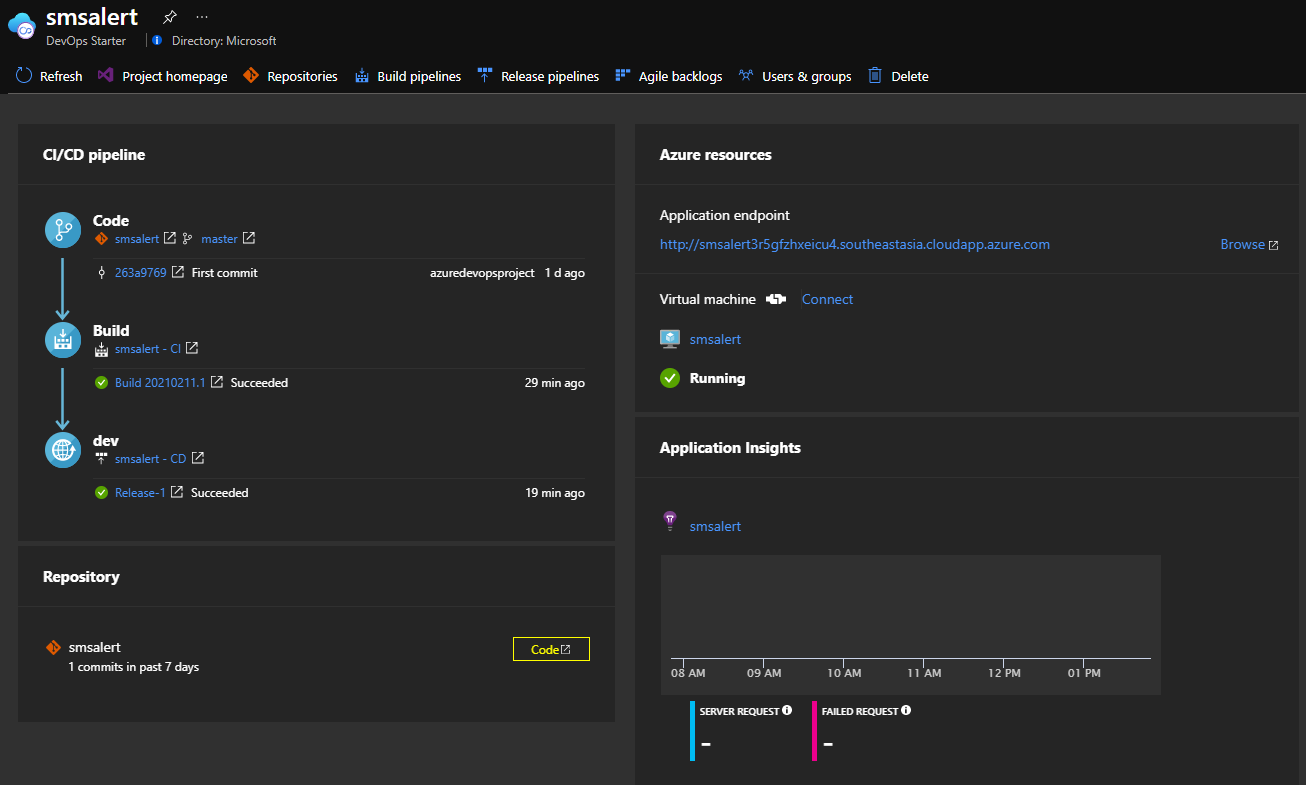 smsalert
DevOps Starter
Directory: Microsoft
Refresh
Project homepage
Repositories
Build pipelines
Release pipelines
Agile backlogs
Users & groups
Delete
CI/CD pipeline
Code
smsalert master
263a9769 First commit azuredevopsproject 1 d ago
Build
smsalert - CI
Build 20210211.1 Succeeded 29 min ago
dev
smsalert - CD
Release-1 Succeeded 19 min ago
Repository
smsalert
1 commits in past 7 days
Code
Azure resources
Application endpoint
http://smsalert3r5gfzhxeicu4.southeastasia.cloudapp.azure.com Browse
Virtual machine Connect
smsalert
Running
Application Insights
smsalert
08 AM 09 AM 10 AM 11 AM 12 PM 01 PM
SERVER REQUEST FAILED REQUEST
-- --